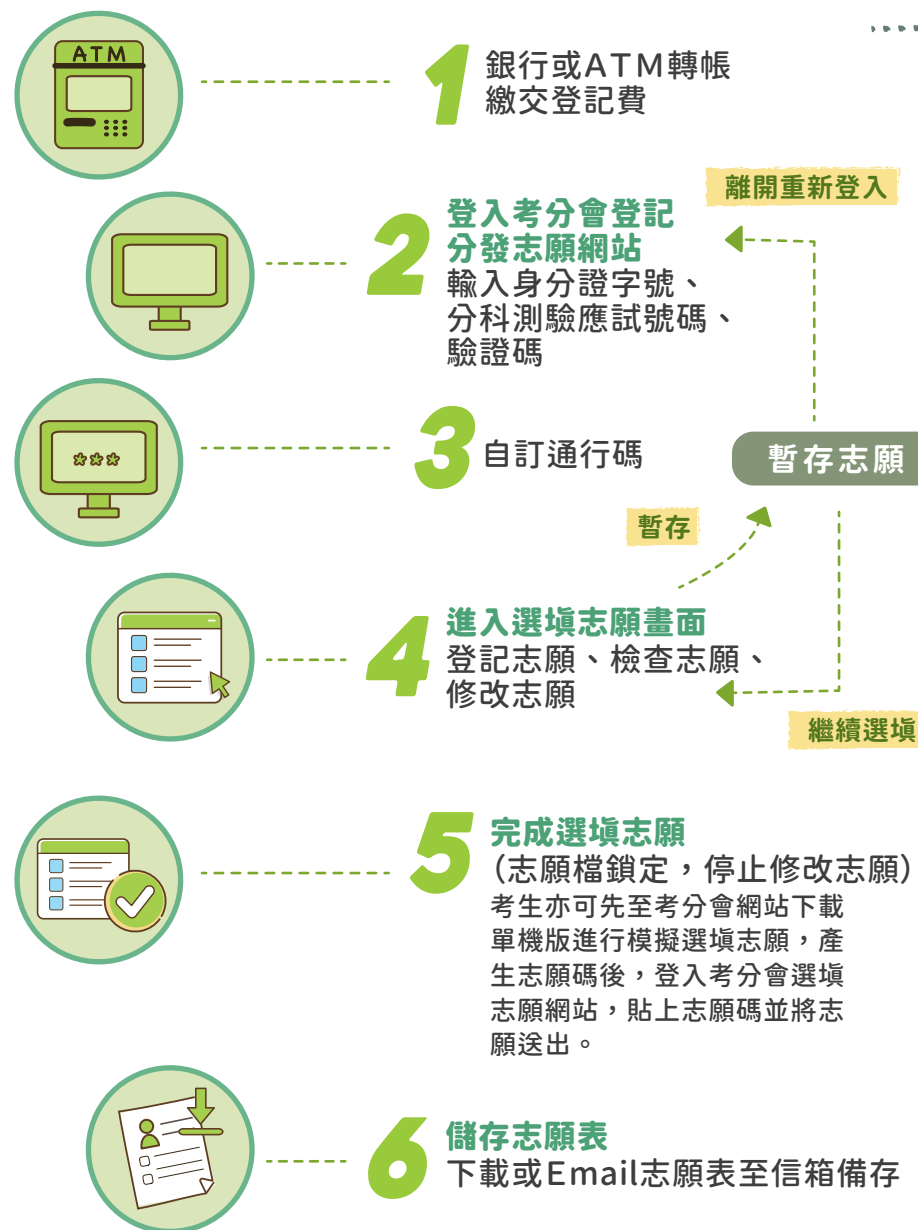 ATM
1
銀行或ATM轉帳
繳交登記費
離開重新登入
2
登入考分會登記
分發志願網站
輸入身分證字號、
分科測驗應試號碼、
驗證碼
3
自訂通行碼
***
暫存志願
暫存
4
進入選填志願畫面
登記志願、檢查志願、
修改志願
繼續選填
5
完成選填志願
(志願檔鎖定,停止修改志願)
考生亦可先至考分會網站下載
單機版進行模擬選填志願,產
生志願碼後,登入考分會選填
志願網站,貼上志願碼並將志
願送出。
6
儲存志願表
下載或Email志願表至信箱備存